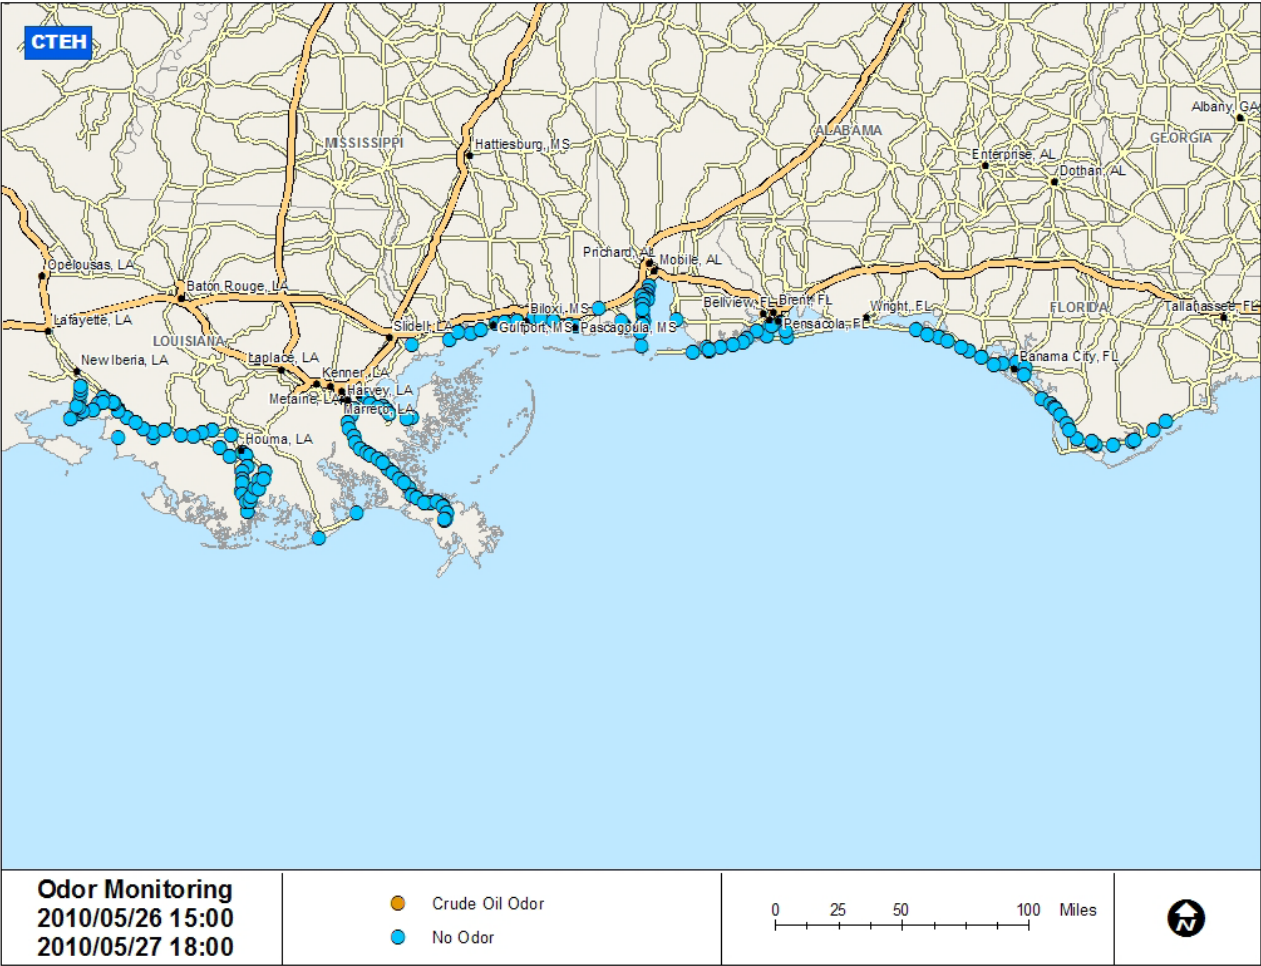 CTEH
Albany, GA
MISSISSIPPI
Hattiesburg, MS
ALABAMA
GEORGIA
Enterprise, AL
Dothan, AL
Prichard, AL
Mobile, AL
Opelousas, LA
Baton Rouge, LA
Bellview, FL
Brent, FL
Biloxi, MS
Wright, FL
FLORIDA
Tallahassee, FL
Lafayette, LA
Slidell, LA
Gulfport, MS
Pascagoula, MS
Pensacola, FL
LOUISIANA
New Iberia, LA
Laplace, LA
Panama City, FL
Kenner, LA
Harvey, LA
Metairie, LA
Marrero, LA
Houma, LA
Odor Monitoring
2010/05/26 15:00
2010/05/27 18:00
Crude Oil Odor
No Odor
0 25 50 100 Miles
N